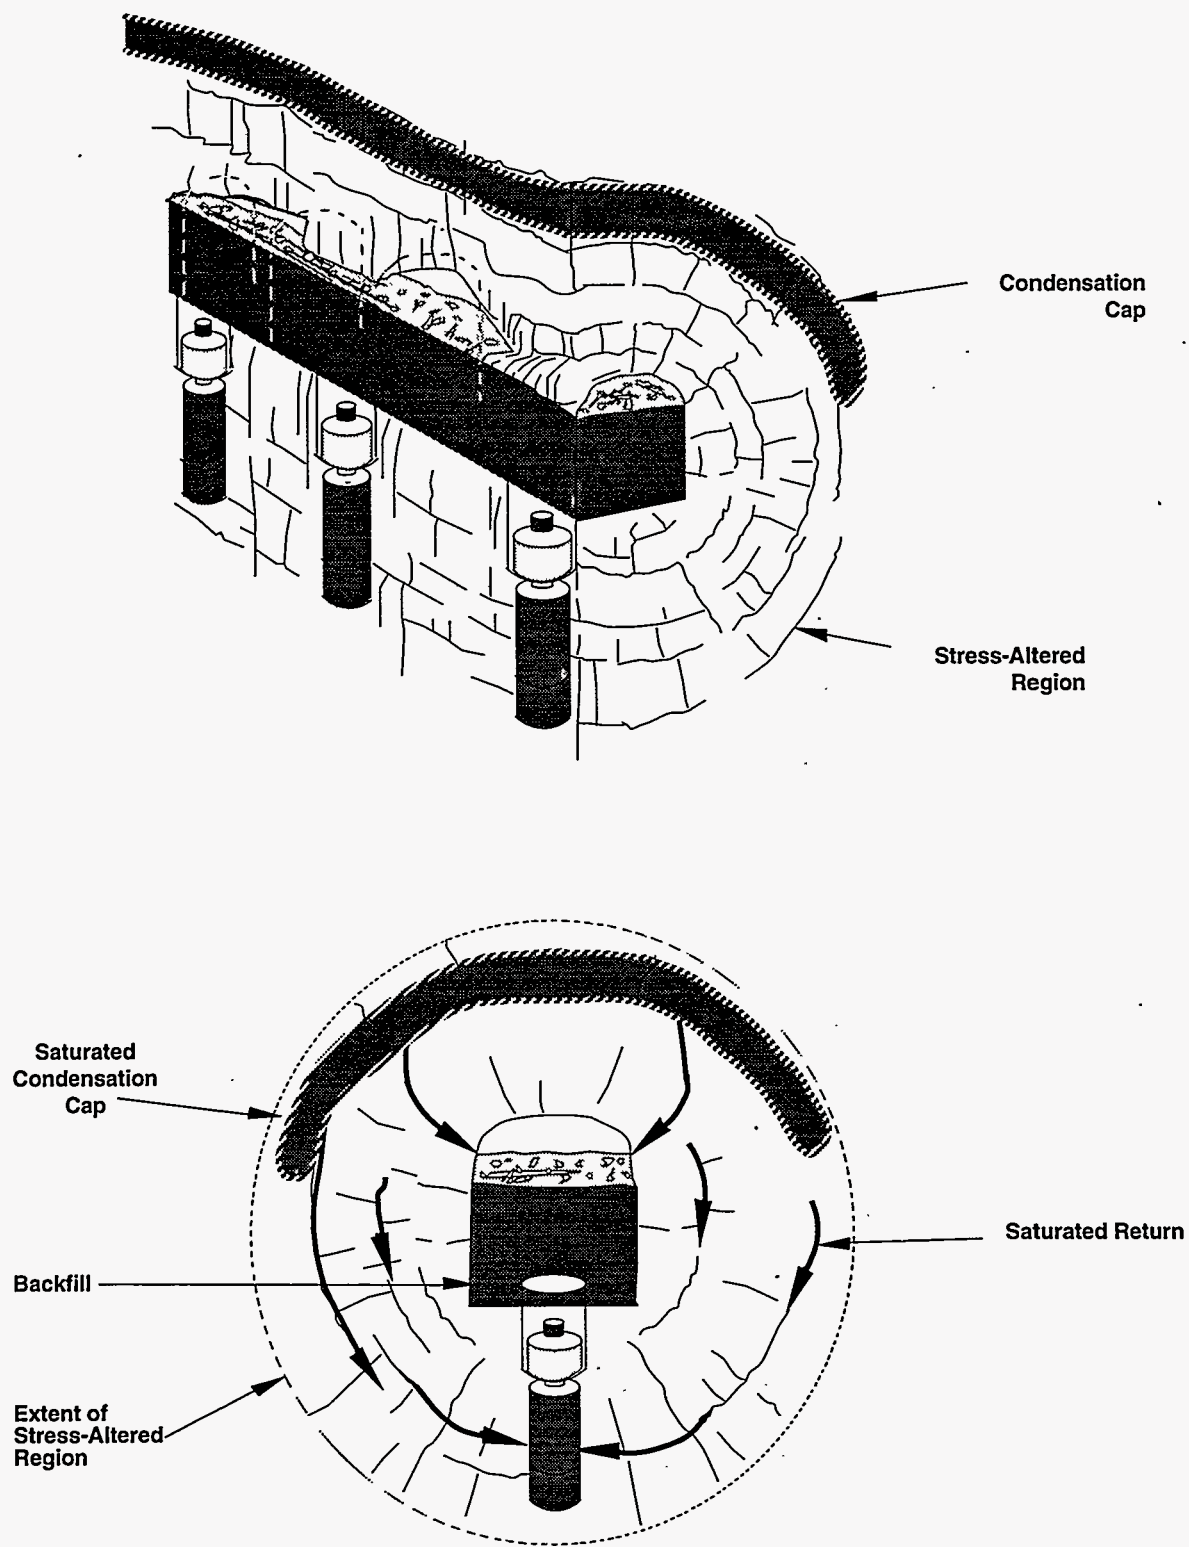 Condensation
Cap
Stress-Altered
Region
Saturated
Condensation
Cap
Saturated Return
Backfill
Extent of
Stress-Altered
Region